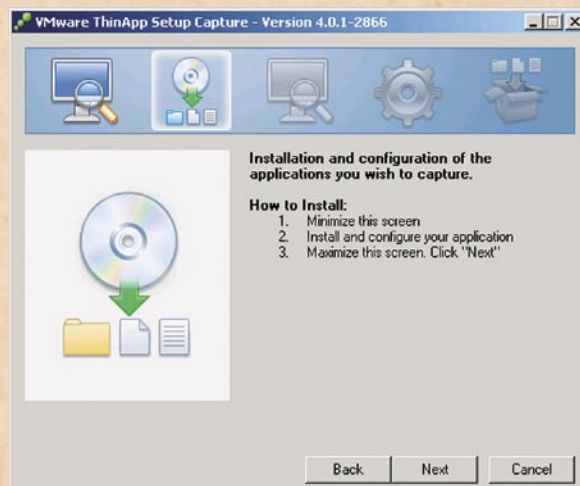 VMware ThinApp Setup Capture - Version 4.0.1-2866
Installation and configuration of the
applications you wish to capture.
How to Install:
1. Minimize this screen
2. Install and configure your application
3. Maximize this screen. Click "Next"
Back Next Cancel